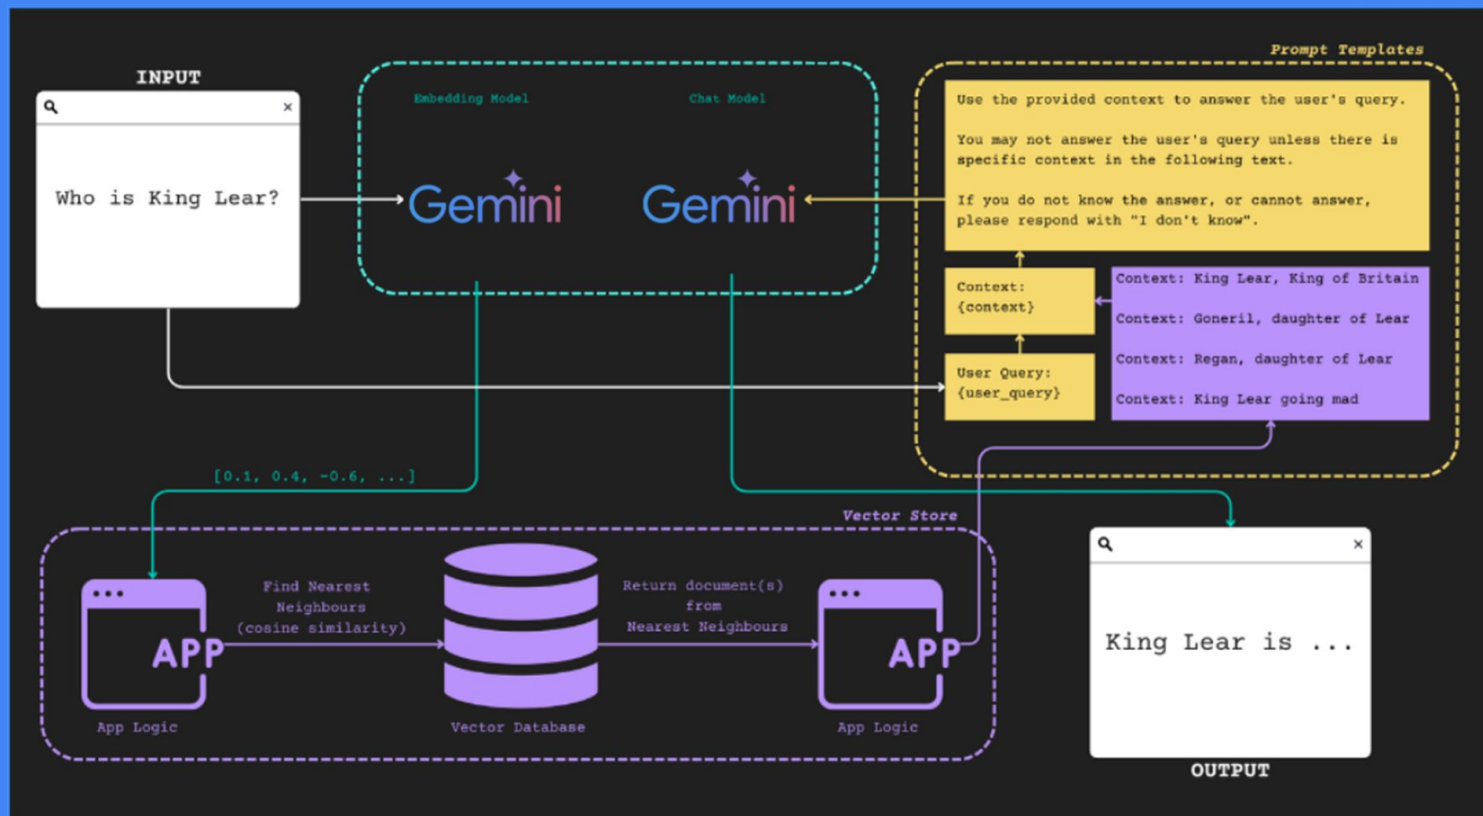 Prompt Templates
INPUT
×
Who is King Lear?
Embedding Model
Chat Model
Gemini
Gemini
Use the provided context to answer the user's query.
You may not answer the user's query unless there is
specific context in the following text.
If you do not know the answer, or cannot answer,
please respond with "I don't know".
Context:
{context}
User Query:
{user_query}
Context: King Lear, King of Britain
Context: Goneril, daughter of Lear
Context: Regan, daughter of Lear
Context: King Lear going mad
[0.1, 0.4, -0.6, ...]
Vector Store
APP
App Logic
Find Nearest
Neighbours
(cosine similarity)
Vector Database
Return document(s)
from
Nearest Neighbours
APP
App Logic
×
King Lear is ...
OUTPUT